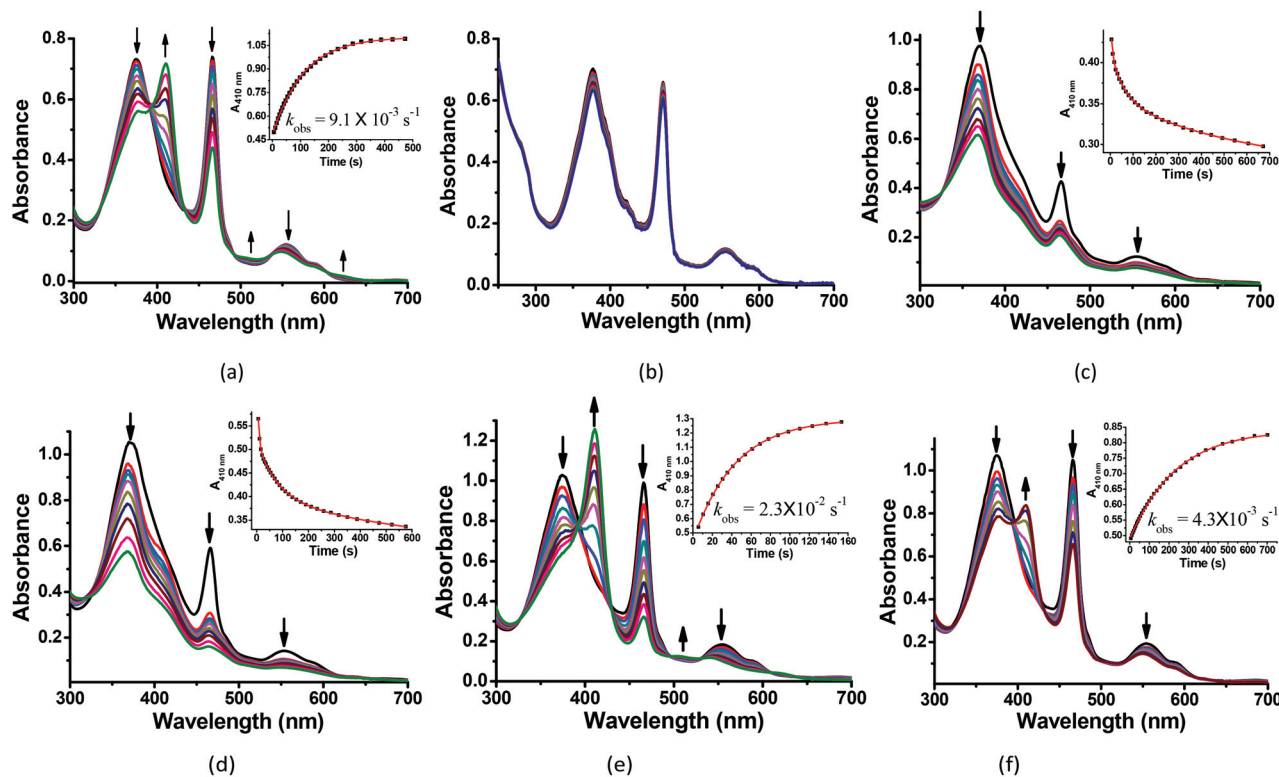 0.8
0.6
0.4
0.2
0.0
300 400 500 600 700
Absorbance
Wavelength (nm)
1.05
0.90
0.75
0.60
0.45
0 100 200 300 400 500
A410 nm
Time (s)
kobs = 9.1 X 10-3 s-1
(a)
0.8
0.6
0.4
0.2
0.0
300 400 500 600 700
Absorbance
Wavelength (nm)
(b)
1.0
0.8
0.6
0.4
0.2
300 400 500 600 700
Absorbance
Wavelength (nm)
0.40
0.35
0.30
0 100 200 300 400 500 600 700
A410 nm
Time (s)
(c)
1.0
0.8
0.6
0.4
0.2
300 400 500 600 700
Absorbance
Wavelength (nm)
0.55
0.50
0.45
0.40
0.35
0 100 200 300 400 500 600
A410 nm
Time (s)
(d)
1.2
1.0
0.8
0.6
0.4
0.2
0.0
300 400 500 600 700
Absorbance
Wavelength (nm)
1.3
1.2
1.1
1.0
0.9
0.8
0.7
0.6
0.5
0 20 40 60 80 100 120 140 160
A410 nm
Time (s)
kobs = 2.3X10-2 s-1
(e)
1.0
0.8
0.6
0.4
0.2
300 400 500 600 700
Absorbance
Wavelength (nm)
0.85
0.80
0.75
0.70
0.65
0.60
0.55
0.50
0 100 200 300 400 500 600 700
A410 nm
Time (s)
kobs = 4.3X10-3 s-1
(f)